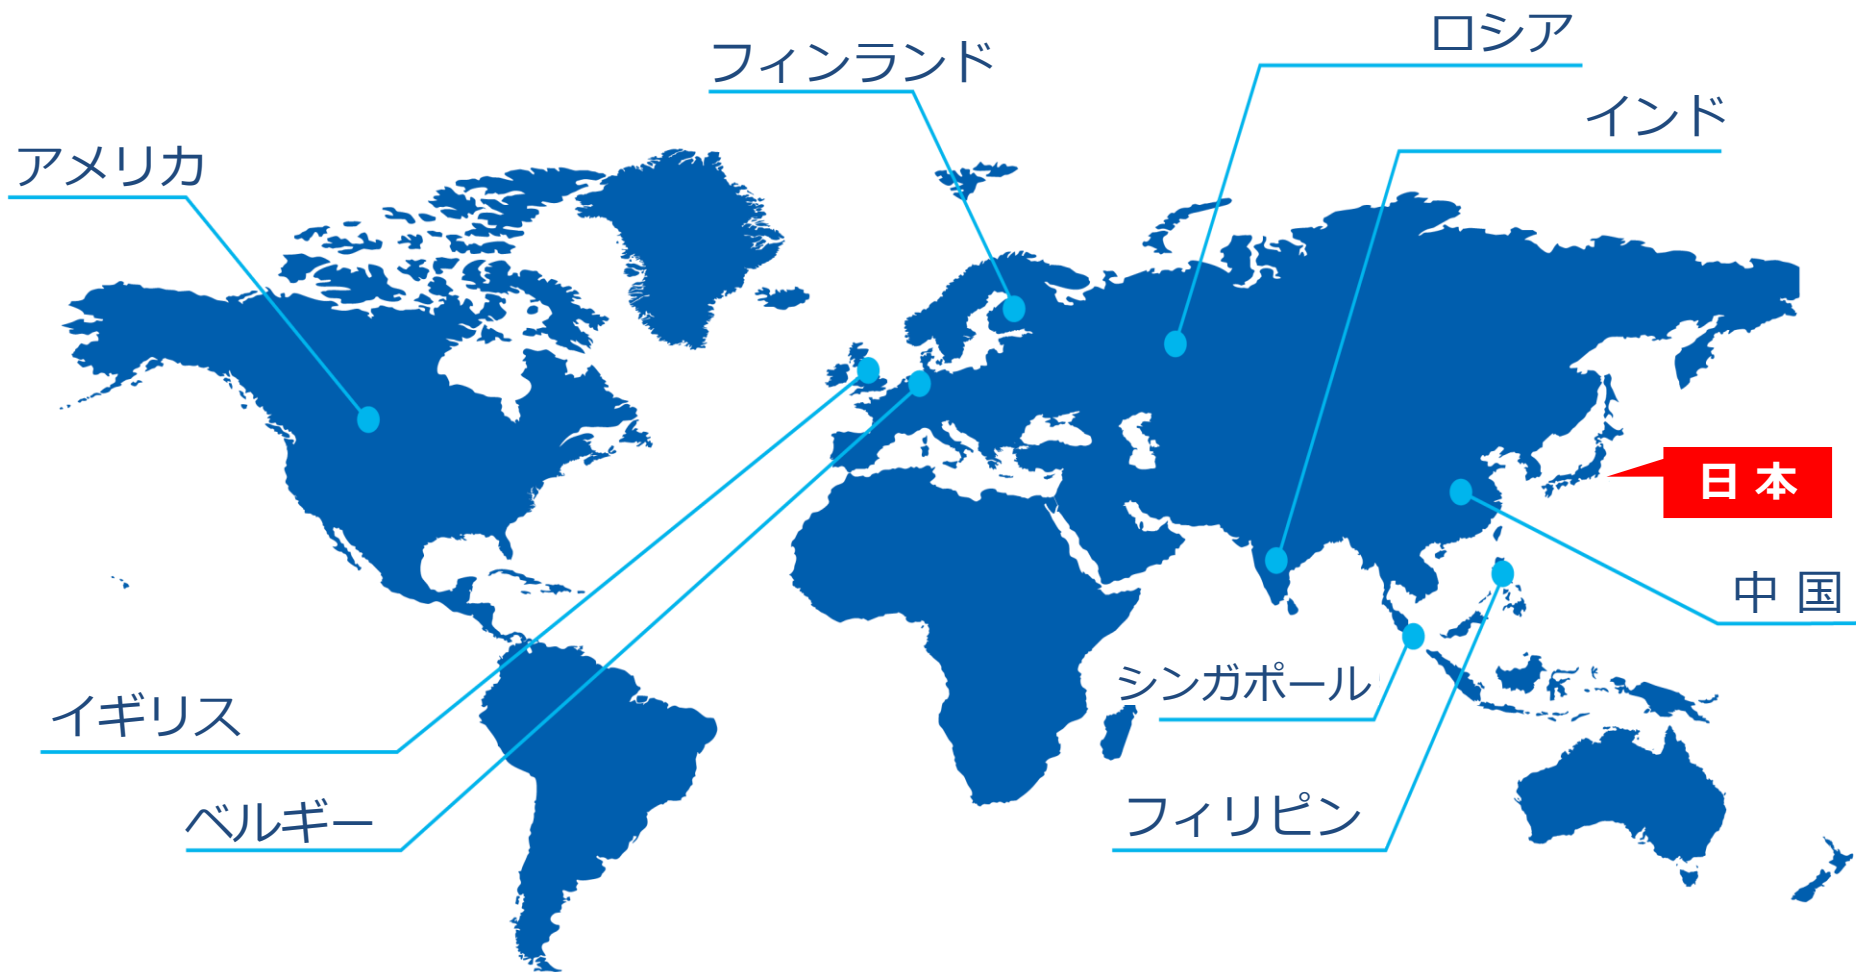 ロシア
フィンランド
インド
アメリカ
日本
中国
シンガポール
イギリス
フィリピン
ベルギー